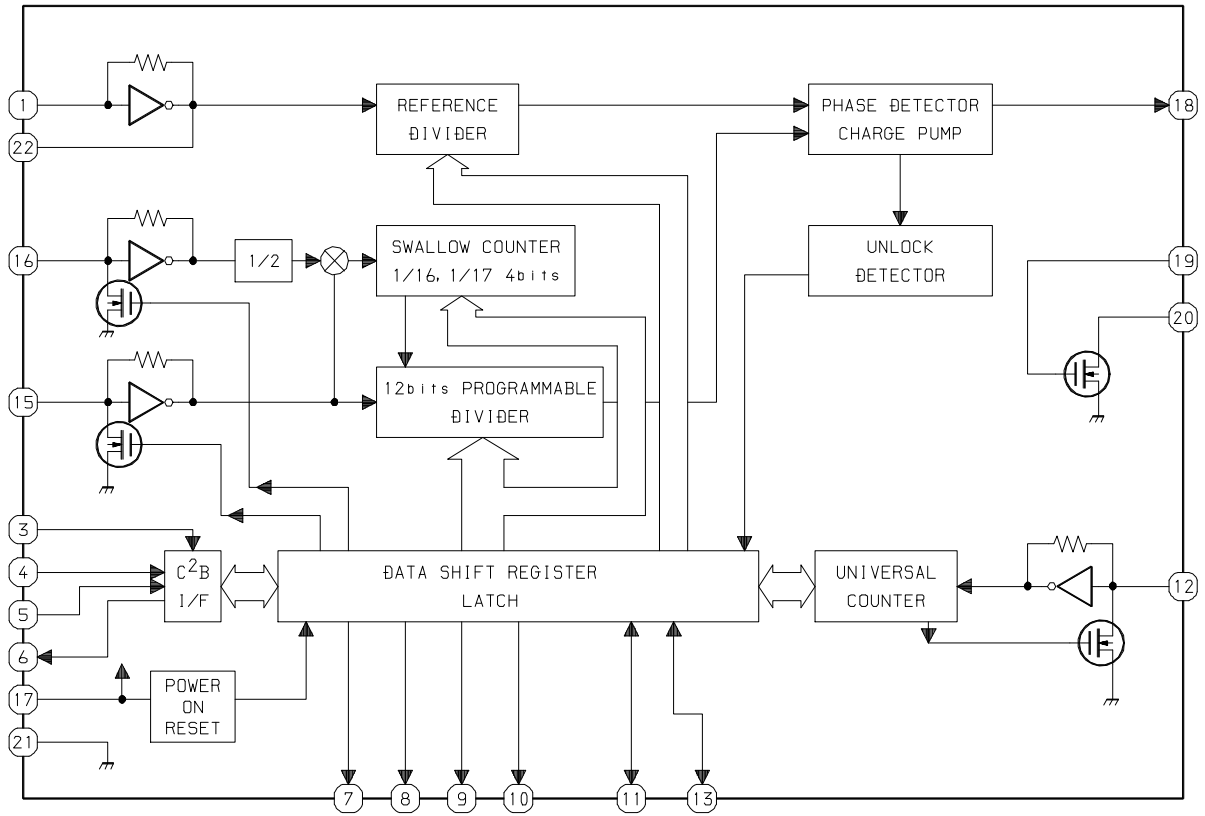 1
REFERENCE
DIVIDER
PHASE DETECTOR
CHARGE PUMP
18
22
16
1/2
SWALLOW COUNTER
1/16, 1/17 4bits
UNLOCK
DETECTOR
19
20
15
12bits PROGRAMMABLE
DIVIDER
3
4
5
6
C²B
I/F
DATA SHIFT REGISTER
LATCH
UNIVERSAL
COUNTER
12
17
POWER
ON
RESET
21
7
8
9
10
11
13